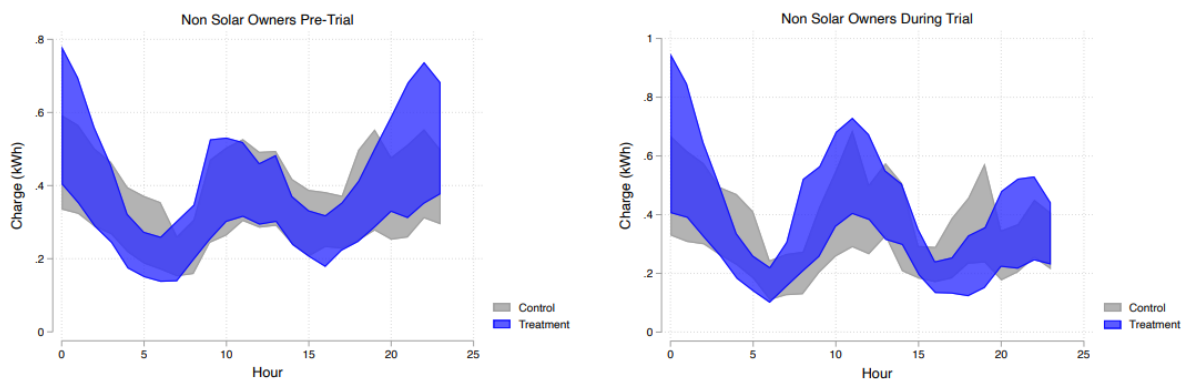 Non Solar Owners Pre-Trial
Charge (kWh)
.8
.6
.4
.2
0
0 5 10 15 20 25
Hour
Control
Treatment
Non Solar Owners During Trial
Charge (kWh)
1
.8
.6
.4
.2
0
0 5 10 15 20 25
Hour
Control
Treatment